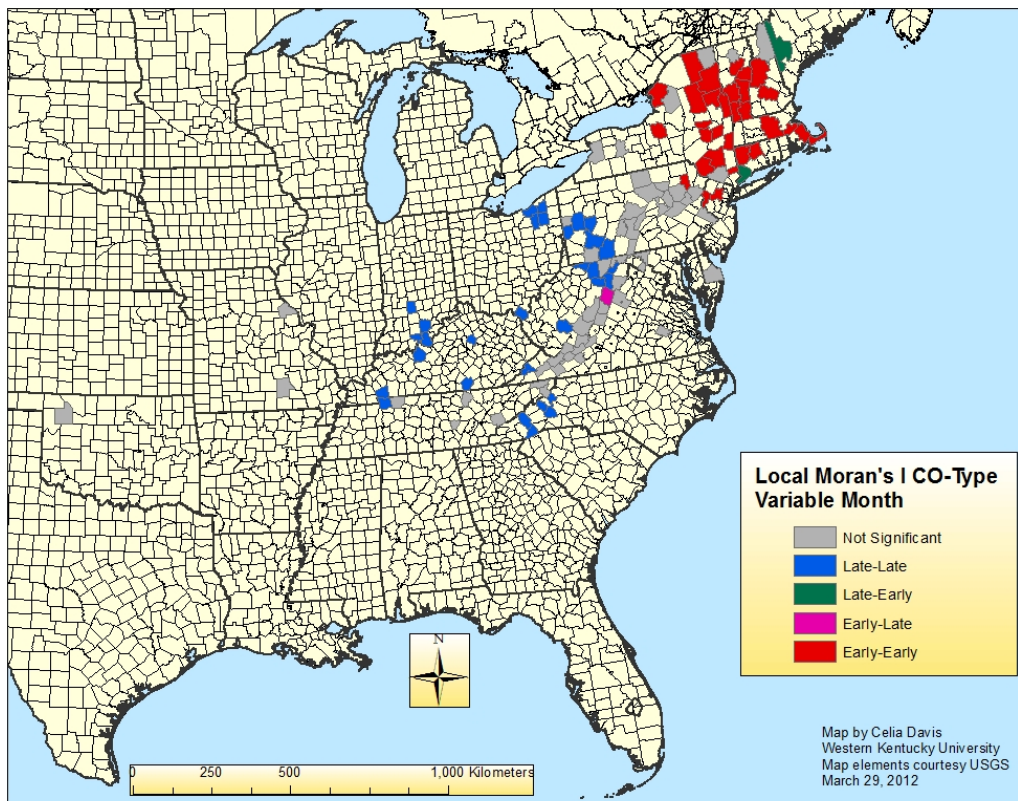 Local Moran's I CO-Type
Variable Month
Not Significant
Late-Late
Late-Early
Early-Late
Early-Early
N
0 250 500 1,000 Kilometers
Map by Celia Davis
Western Kentucky University
Map elements courtesy USGS
March 29, 2012